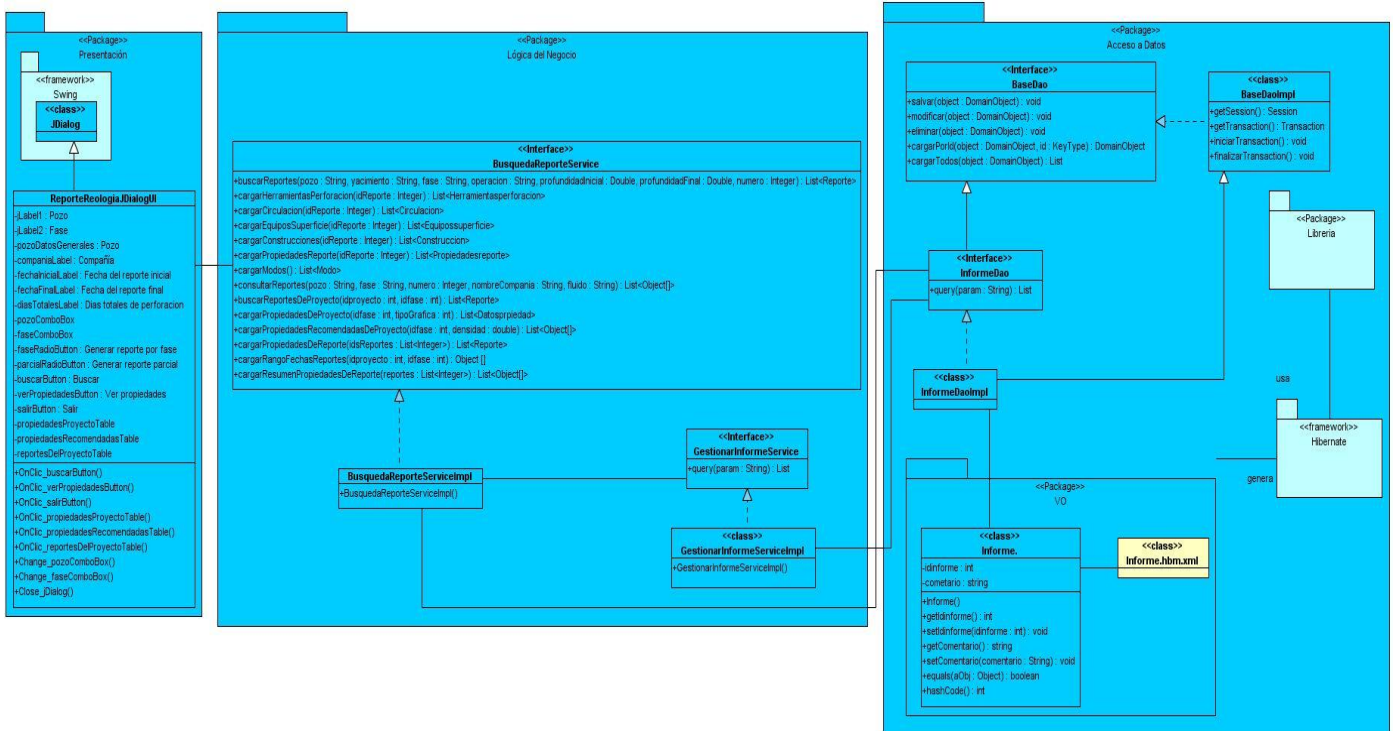 <<Package>>
Presentación
<<framework>>
Swing
<<class>>
JDialog
ReporteReologiaJDialogUI
-jLabel1 : Pozo
-jLabel2 : Fase
-pozoDatosGenerales : Pozo
-companiaLabel : Compañía
-fechaInicialLabel : Fecha del reporte inicial
-fechaFinalLabel : Fecha del reporte final
-diasTotalesLabel : Dias totales de perforacion
-pozoComboBox
-faseComboBox
-faseRadioButton : Generar reporte por fase
-parcialRadioButton : Generar reporte parcial
-buscarButton : Buscar
-verPropiedadesButton : Ver propiedades
-salirButton : Salir
-propiedadesProyectoTable
-propiedadesRecomendadasTable
-reportesDelProyectoTable
+OnClic_buscarButton()
+OnClic_verPropiedadesButton()
+OnClic_salirButton()
+OnClic_propiedadesProyectoTable()
+OnClic_propiedadesRecomendadasTable()
+OnClic_reportesDelProyectoTable()
+Change_pozoComboBox()
+Change_faseComboBox()
+Close_jDialog()
<<Package>>
Lógica del Negocio
<<Interface>>
BusquedaReporteService
+buscarReportes(pozo : String, yacimiento : String, fase : String, operacion : String, profundidadInicial : Double, profundidadFinal : Double, numero : Integer) : List<Reporte>
+cargarHerramientasPerforacion(idReporte : Integer) : List<Herramientasperforacion>
+cargarCirculacion(idReporte : Integer) : List<Circulacion>
+cargarEquiposSuperficie(idReporte : Integer) : List<Equipossuperficie>
+cargarConstrucciones(idReporte : Integer) : List<Construccion>
+cargarPropiedadesReporte(idReporte : Integer) : List<Propiedadesreporte>
+cargarModos() : List<Modo>
+consultarReportes(pozo : String, fase : String, numero : Integer, nombreCompania : String, fluido : String) : List<Object[]>
+buscarReportesDeProyecto(idproyecto : int, idfase : int) : List<Reporte>
+cargarPropiedadesDeProyecto(idfase : int, tipoGrafica : int) : List<Datosprpiedad>
+cargarPropiedadesRecomendadasDeProyecto(idfase : int, densidad : double) : List<Object[]>
+cargarPropiedadesDeReporte(idsReportes : List<Integer>) : List<Reporte>
+cargarRangoFechasReportes(idproyecto : int, idfase : int) : Object []
+cargarResumenPropiedadesDeReporte(reportes : List<Integer>) : List<Object[]>
BusquedaReporteServiceImpl
+BusquedaReporteServiceImpl()
<<Interface>>
GestionarInformeService
+query(param : String) : List
<<class>>
GestionarInformeServiceImpl
+GestionarInformeServiceImpl()
<<Package>>
Acceso a Datos
<<Interface>>
BaseDao
+salvar(object : DomainObject) : void
+modificar(object : DomainObject) : void
+eliminar(object : DomainObject) : void
+cargarPorId(object : DomainObject, id : KeyType) : DomainObject
+cargarTodos(object : DomainObject) : List
<<class>>
BaseDaoImpl
+getSession() : Session
+getTransaction() : Transaction
+iniciarTransaction() : void
+finalizarTransaction() : void
<<Package>>
Libreria
<<Interface>>
InformeDao
+query(param : String) : List
<<class>>
InformeDaoImpl
usa
<<framework>>
Hibernate
genera
<<Package>>
VO
<<class>>
Informe.
-idinforme : int
-cometario : string
+Informe()
+getIdinforme() : int
+setIdinforme(idinforme : int) : void
+getComentario() : string
+setComentario(comentario : String) : void
+equals(aObj : Object) : boolean
+hashCode() : int
<<class>>
Informe.hbm.xml